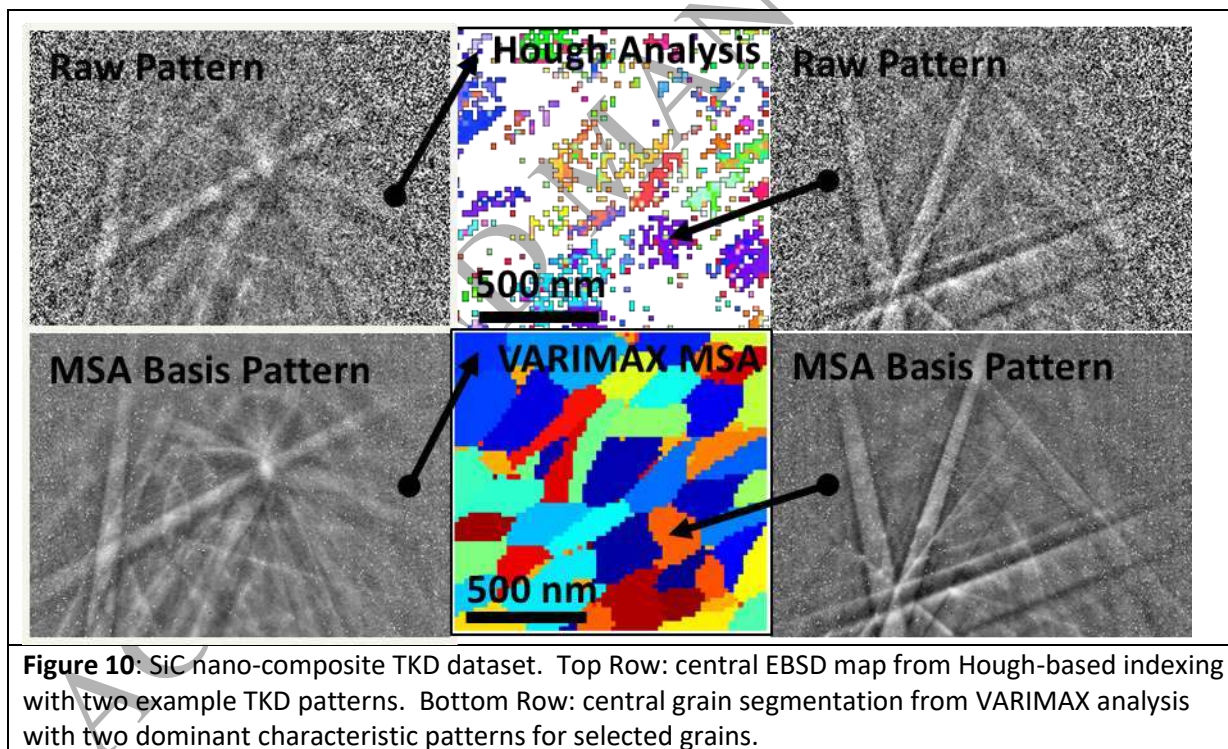 Raw Pattern
Hough Analysis
Raw Pattern
500 nm
MSA Basis Pattern
VARIMAX MSA
MSA Basis Pattern
500 nm
Figure 10: SiC nano-composite TKD dataset. Top Row: central EBSD map from Hough-based indexing
with two example TKD patterns. Bottom Row: central grain segmentation from VARIMAX analysis
with two dominant characteristic patterns for selected grains.